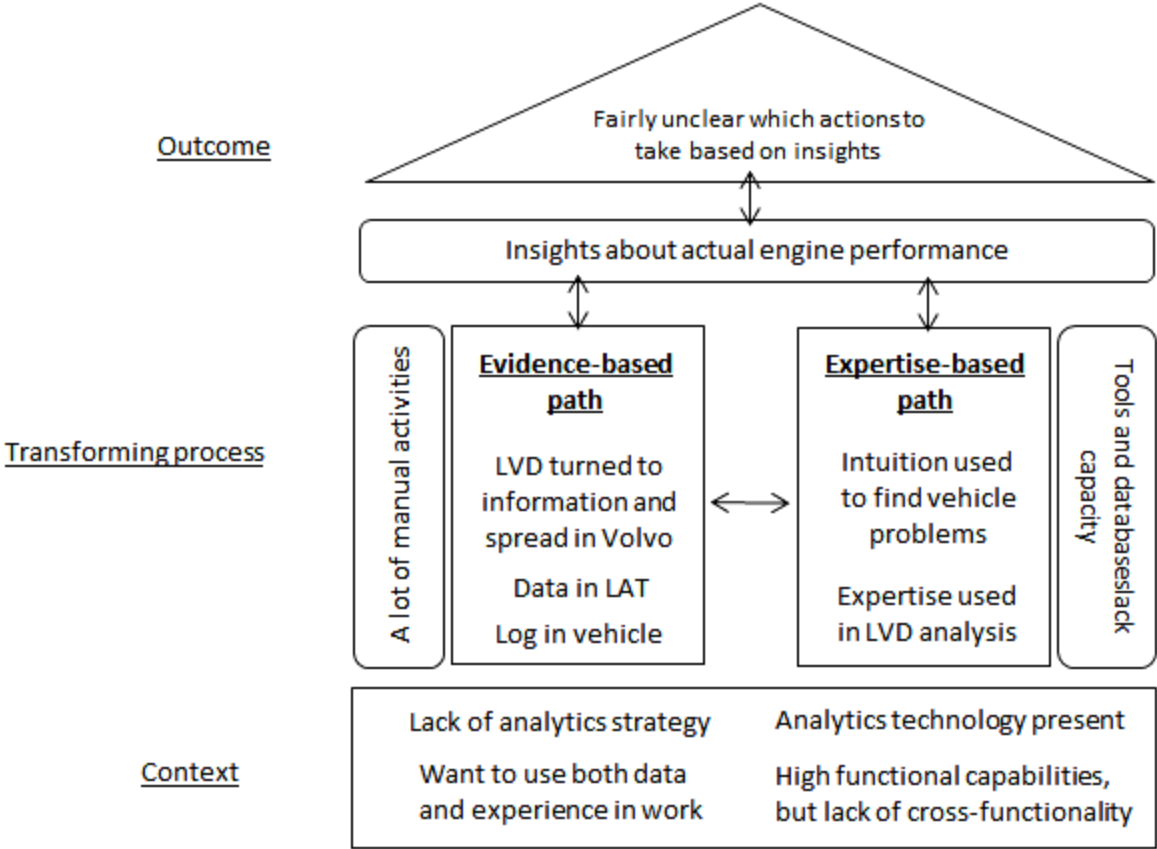 Outcome
Fairly unclear which actions to
take based on insights
Insights about actual engine performance
Transforming process
A lot of manual activities
Evidence-based
path
LVD turned to
information and
spread in Volvo
Data in LAT
Log in vehicle
Expertise-based
path
Intuition used
to find vehicle
problems
Expertise used
in LVD analysis
Tools and databaseslack
capacity
Context
Lack of analytics strategy
Want to use both data
and experience in work
Analytics technology present
High functional capabilities,
but lack of cross-functionality